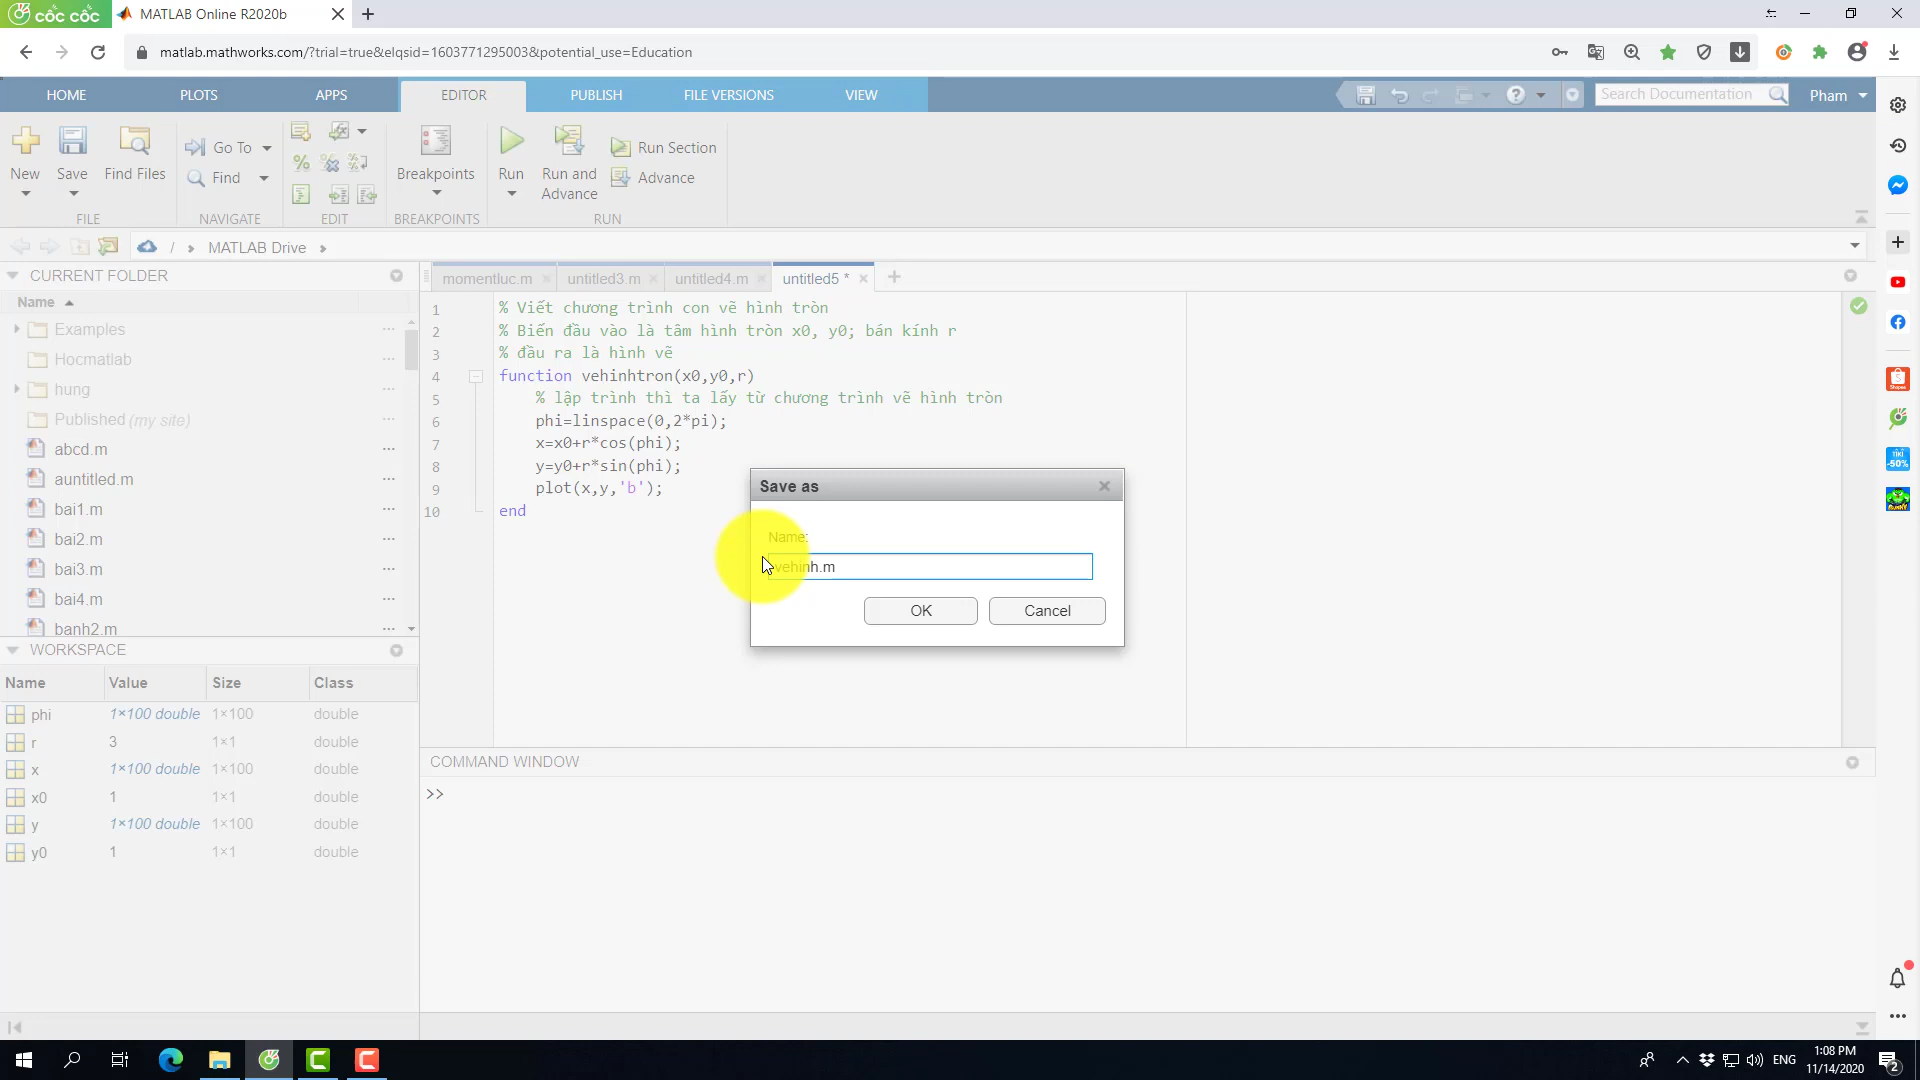 cốc cốc
MATLAB Online R2020b
matlab.mathworks.com/?trial=true&elqsid=1603771295003&potential_use=Education
HOME PLOTS APPS EDITOR PUBLISH FILE VERSIONS VIEW
Search Documentation Pham
New Save Find Files
Go To
Find
Breakpoints
Run Run and Advance
Run Section
Advance
FILE NAVIGATE EDIT BREAKPOINTS RUN
/ MATLAB Drive
CURRENT FOLDER
Name
Examples
Hocmatlab
hung
Published (my site)
abcd.m
auntitled.m
bai1.m
bai2.m
bai3.m
bai4.m
banh2.m
WORKSPACE
Name Value Size Class
phi 1×100 double 1×100 double
r 3 1×1 double
x 1×100 double 1×100 double
x0 1 1×1 double
y 1×100 double 1×100 double
y0 1 1×1 double
momentluc.m untitled3.m untitled4.m untitled5 *
1 % Viết chương trình con vẽ hình tròn
2 % Biến đầu vào là tâm hình tròn x0, y0; bán kính r
3 % đầu ra là hình vẽ
4 function vehinhtron(x0,y0,r)
5 % lập trình thì ta lấy từ chương trình vẽ hình tròn
6 phi=linspace(0,2*pi);
7 x=x0+r*cos(phi);
8 y=y0+r*sin(phi);
9 plot(x,y,'b');
10 end
Save as
Name:
vehinh.m
OK Cancel
COMMAND WINDOW
>>
TIKI
-50%
ENG
1:08 PM
11/14/2020
2